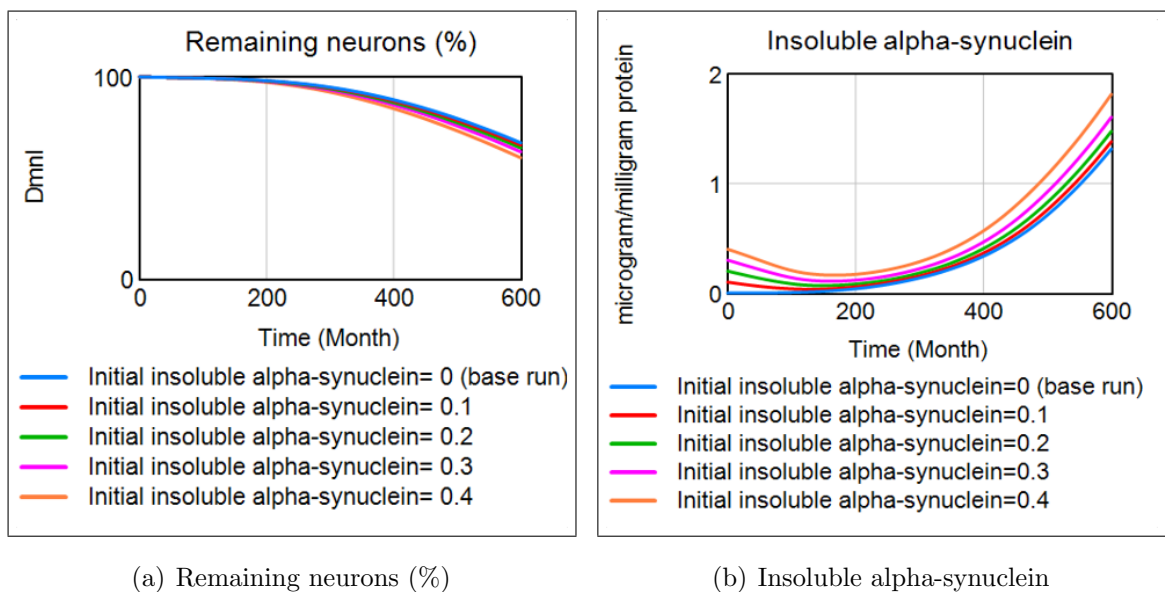 Remaining neurons (%)
100
Dmnl
0
0
200
400
600
Time (Month)
Initial insoluble alpha-synuclein= 0 (base run)
Initial insoluble alpha-synuclein= 0.1
Initial insoluble alpha-synuclein= 0.2
Initial insoluble alpha-synuclein= 0.3
Initial insoluble alpha-synuclein= 0.4
(a) Remaining neurons (%)
Insoluble alpha-synuclein
microgram/milligram protein
2
1
0
0
200
400
600
Time (Month)
Initial insoluble alpha-synuclein=0 (base run)
Initial insoluble alpha-synuclein=0.1
Initial insoluble alpha-synuclein=0.2
Initial insoluble alpha-synuclein=0.3
Initial insoluble alpha-synuclein=0.4
(b) Insoluble alpha-synuclein